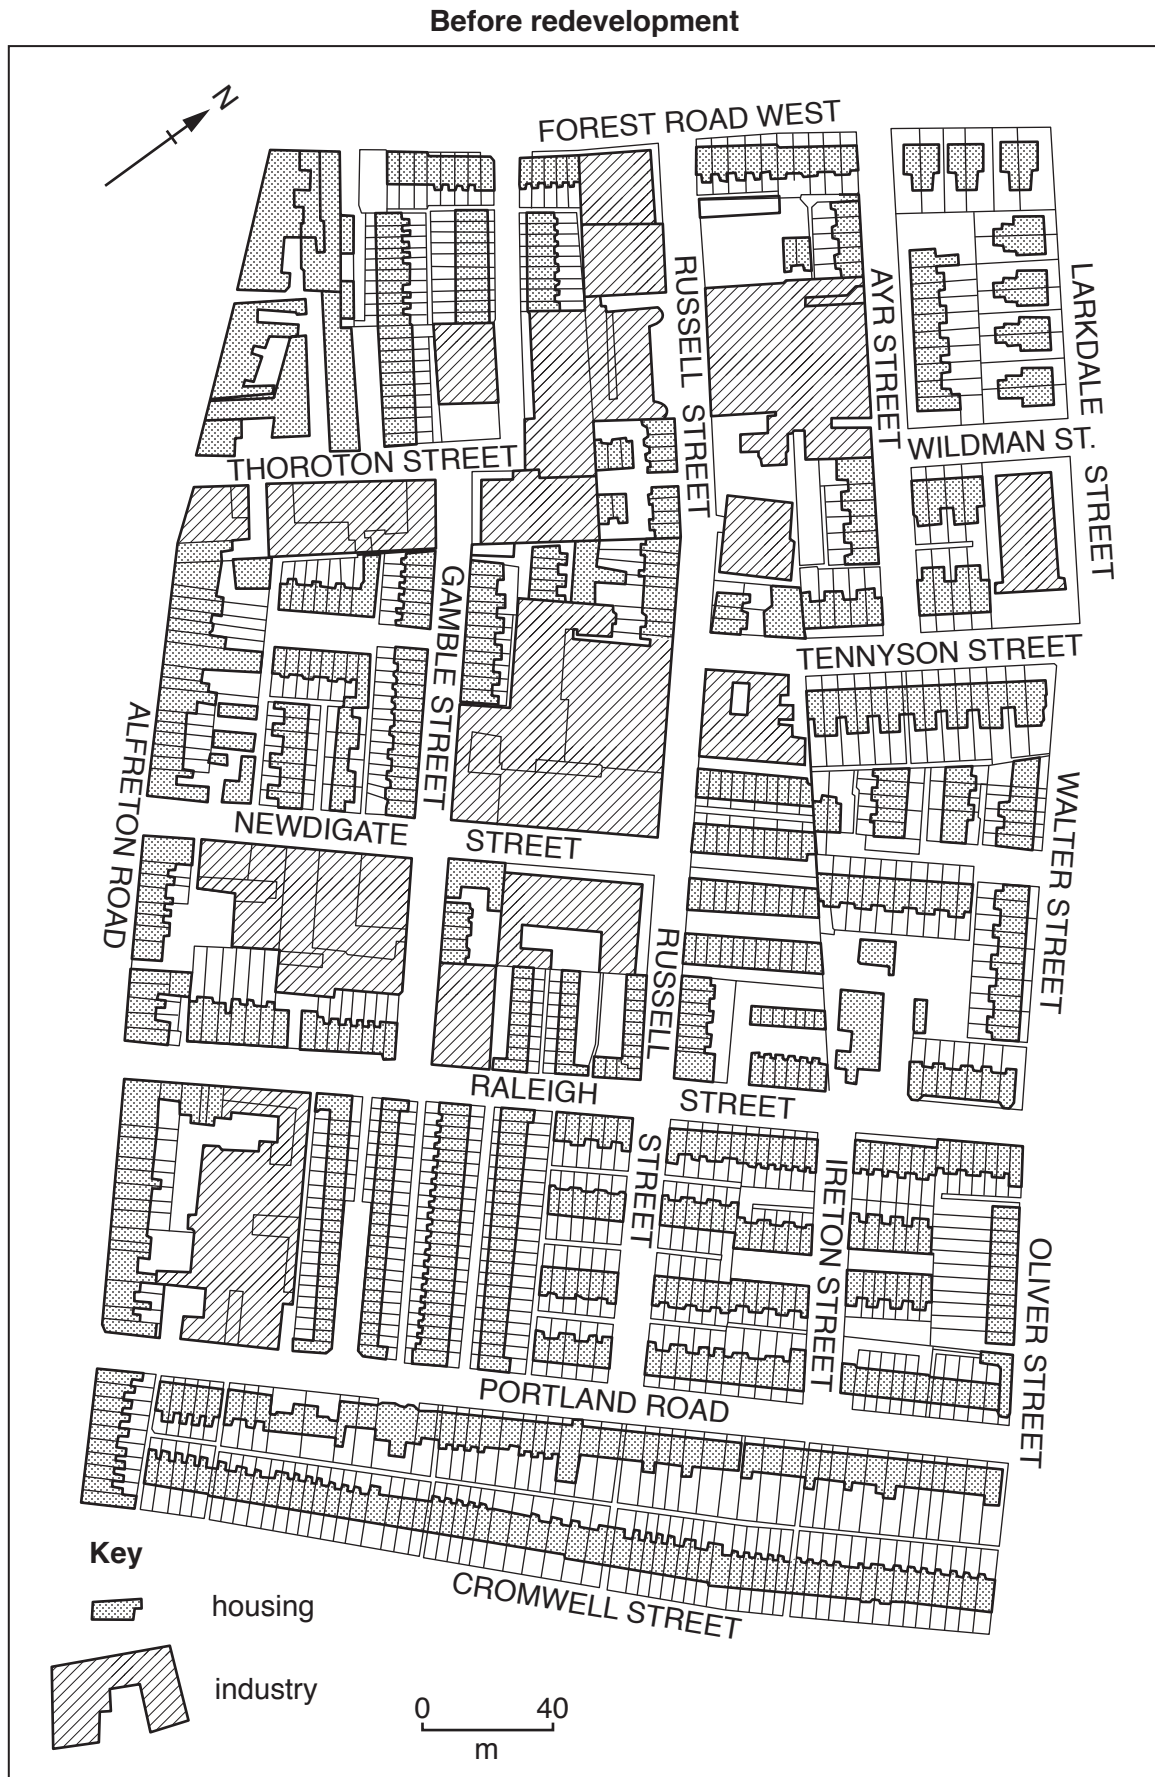 Before redevelopment
N
FOREST ROAD WEST
RUSSELL STREET
AYR STREET
LARKDALE STREET
WILDMAN ST.
THOROTON STREET
GAMBLE STREET
TENNYSON STREET
ALFRETON ROAD
NEWDIGATE STREET
WALTER STREET
RUSSELL STREET
RALEIGH STREET
IRETON STREET
OLIVER STREET
PORTLAND ROAD
CROMWELL STREET
Key
housing
industry
0 40
m